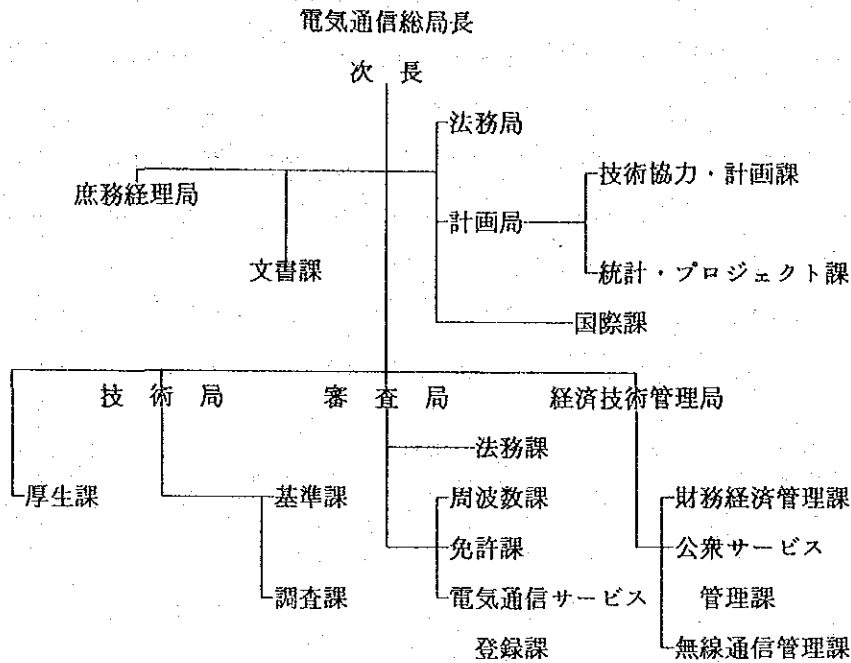 電気通信総局長
次 長
法務局
技術協力・計画課
庶務経理局
計画局
文書課
統計・プロジェクト課
国際課
技 術 局
審 査 局
経済技術管理局
法務課
厚生課
基準課
周波数課
財務経済管理課
免許課
公衆サービス
調査課
電気通信サービス
管理課
登録課
無線通信管理課